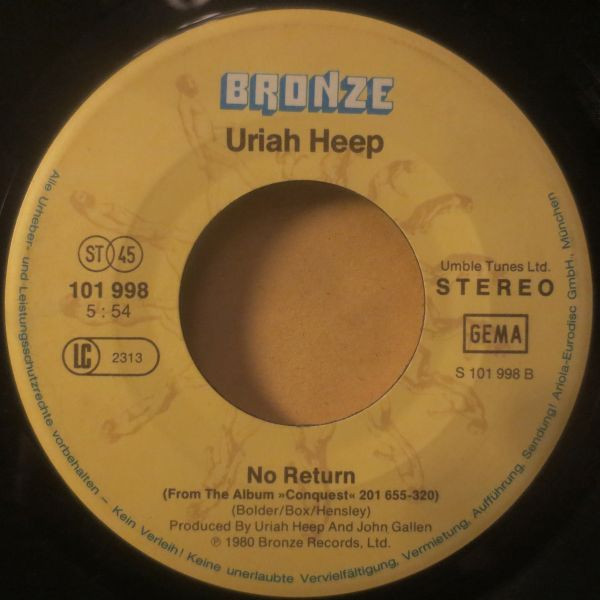 BRONZE
Uriah Heep
ST 45
101 998
5 : 54
LC 2313
Umble Tunes Ltd.
STEREO
GEMA
S 101 998 B
No Return
(From The Album »Conquest« 201 655-320)
(Bolder/Box/Hensley)
Produced By Uriah Heep And John Gallen
℗ 1980 Bronze Records, Ltd.
Alle Urheber- und Leistungsschutzrechte vorbehalten – Kein Verleih! Keine unerlaubte Vervielfältigung, Vermietung, Aufführung, Sendung! Ariola-Eurodisc GmbH., München